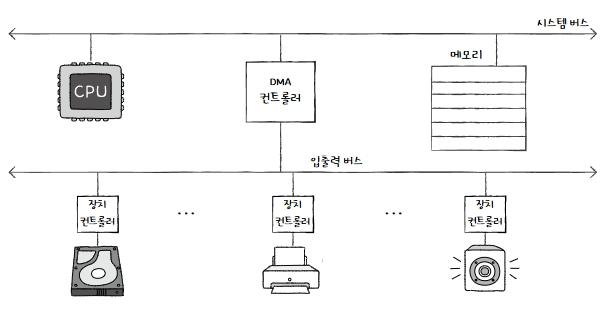 시스템 버스
메모리
CPU
DMA
컨트롤러
입출력 버스
장치
컨트롤러
...
장치
컨트롤러
...
장치
컨트롤러